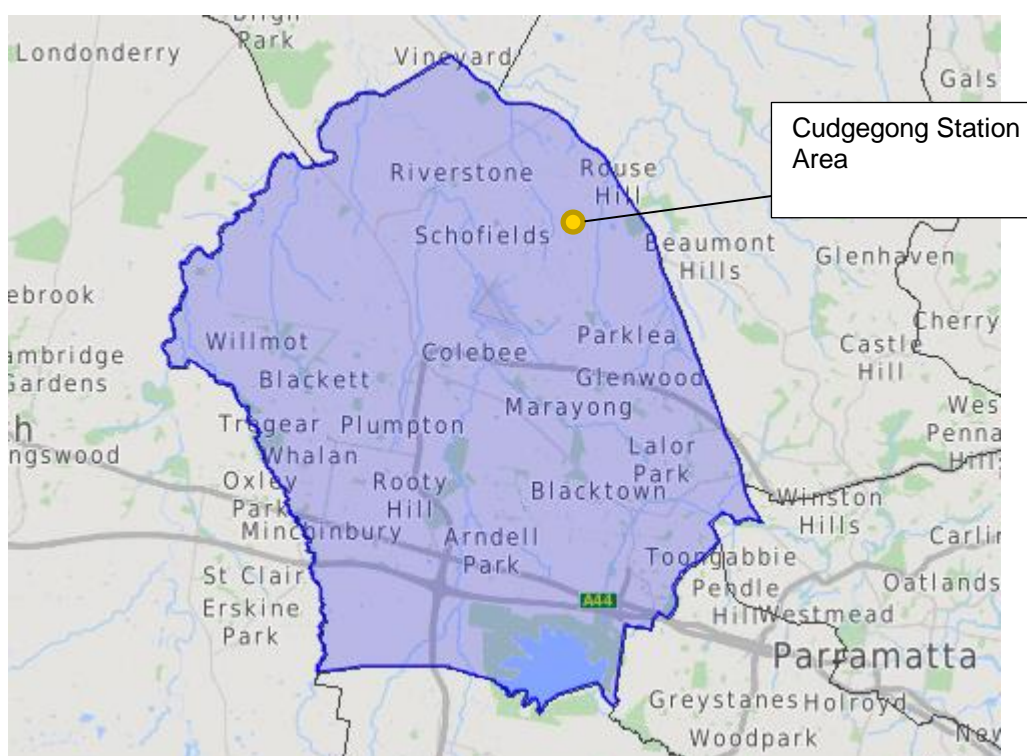 Bligh
Park
Londonderry
Vineyard
Gals
Cudgegong Station
Area
Riverstone
Rouse
Hill
Schofields
Beaumont
Hills
Glenhaven
ebrook
Cherry
ambridge
Gardens
Willmot
Parklea
Castle
Hill
Colebee
Blackett
Glenwood
Marayong
Wes
Penna
Hill
h
ngswood
Tregear
Plumpton
Whalan
Lalor
Park
Oxley
Park
Rooty
Hill
Blacktown
Winston
Hills
Minchinbury
Arndell
Park
Carlin
Toongabbie
St Clair
Pendle
Hill
Oatlands
Erskine
Park
A44
Westmead
Parramatta
Greystanes
Holroyd
Woodpark
New